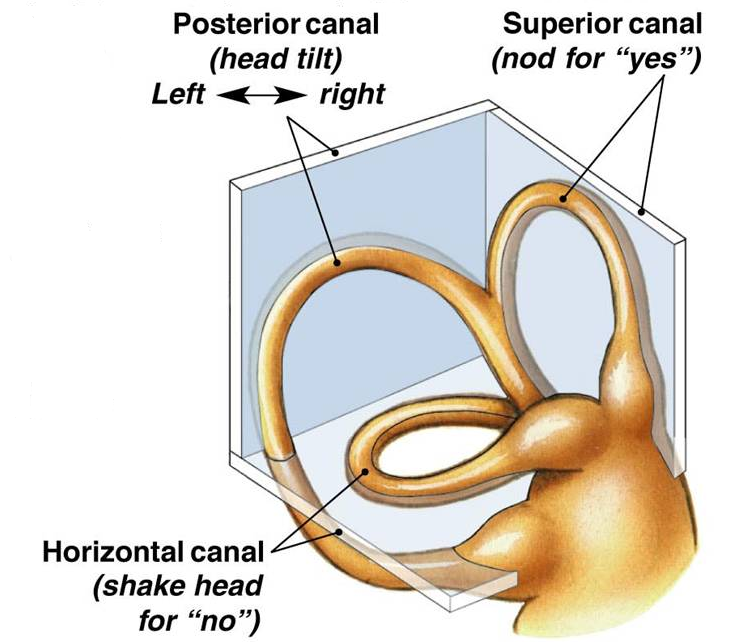 Posterior canal
(head tilt)
Left ⟷ right
Superior canal
(nod for “yes”)
Horizontal canal
(shake head
for “no”)